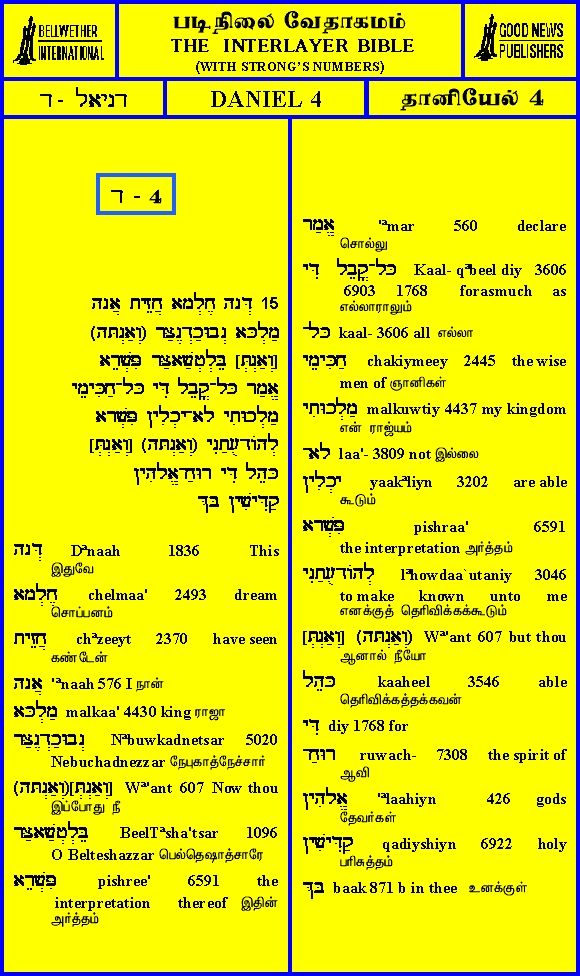 BELLWETHER
INTERNATIONAL
படிநிலை வேதாகமம்
THE INTERLAYER BIBLE
(WITH STRONG'S NUMBERS)
GOOD NEWS
PUBLISHERS
דניאל - ד
DANIEL 4
தானியேல் 4
4 - ד
15 דְּנָה חֶלְמָא חֲזֵית אֲנָה
מַלְכָּא נְבוּכַדְנֶצַּר (וְאַנְתָּה)
[וְאַנְתְּ] בֵּלְטְשַׁאצַּר פִּשְׁרֵא
אֱמַר כָּל־קֳבֵל דִּי כָּל־חַכִּימֵי
מַלְכוּתִי לָא־יָכְלִין פִּשְׁרָא
לְהוֹדָעֻתַנִי (וְאַנְתָּה) [וְאַנְתְּ]
כָּהֵל דִּי רוּחַ־אֱלָהִין
קַדִּישִׁין בָּךְ
דְּנָה Dᵊnaah 1836 This
இதுவே
חֶלְמָא chelmaa' 2493 dream
சொப்பனம்
חֲזֵית chᵃzeeyt 2370 have seen
கண்டேன்
אֲנָה 'ᵃnaah 576 I நான்
מַלְכָּא malkaa' 4430 king ராஜா
נְבוּכַדְנֶצַּר Nᵊbuwkadnetsar 5020
Nebuchadnezzar நேபுகாத்நேச்சார்
(וְאַנְתָּה)[וְאַנְתְּ] Wᵊ'ant 607 Now thou
இப்போது நீ
בֵּלְטְשַׁאצַּר BeelTᵊsha'tsar 1096
O Belteshazzar பெல்தெஷாத்சாரே
פִּשְׁרֵא pishree' 6591 the
interpretation thereof இதின்
அர்த்தம்
אֱמַר 'ᵉmar 560 declare
சொல்லு
כָּל־ קֳבֵל דִּי Kaal- qᵒbeel diy 3606
6903 1768 forasmuch as
எல்லாராலும்
כָּל־ kaal- 3606 all எல்லா
חַכִּימֵי chakiymeey 2445 the wise
men of ஞானிகள்
מַלְכוּתִי malkuwtiy 4437 my kingdom
என் ராஜ்யம்
לָא־ laa'- 3809 not இல்லை
יָכְלִין yaakᵊliyn 3202 are able
கூடும்
פִּשְׁרָא pishraa' 6591
the interpretation அர்த்தம்
לְהוֹדָעֻתַנִי lᵊhowdaa`utaniy 3046
to make known unto me
எனக்குத் தெரிவிக்கக்கூடும்
[וְאַנְתְּ] (וְאַנְתָּה) Wᵊ'ant 607 but thou
ஆனால் நீயோ
כָּהֵל kaaheel 3546 able
தெரிவிக்கத்தக்கவன்
דִּי diy 1768 for
רוּחַ ruwach- 7308 the spirit of
ஆவி
אֱלָהִין 'ᵉlaahiyn 426 gods
தேவர்கள்
קַדִּישִׁין qadiyshiyn 6922 holy
பரிசுத்தம்
בָּךְ baak 871 b in thee உனக்குள்